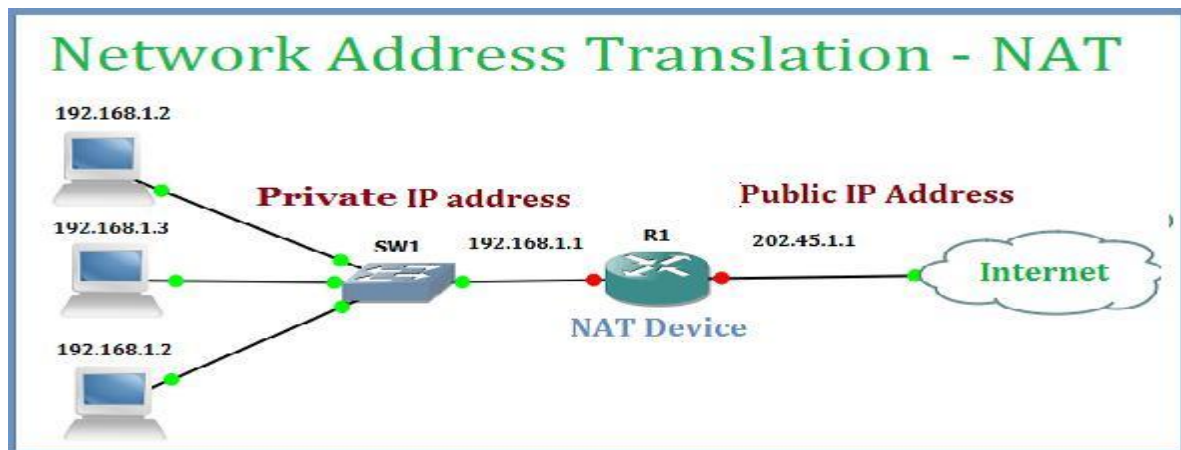 Network Address Translation - NAT
192.168.1.2
Private IP address
Public IP Address
192.168.1.3
SW1
192.168.1.1
R1
202.45.1.1
Internet
NAT Device
192.168.1.2